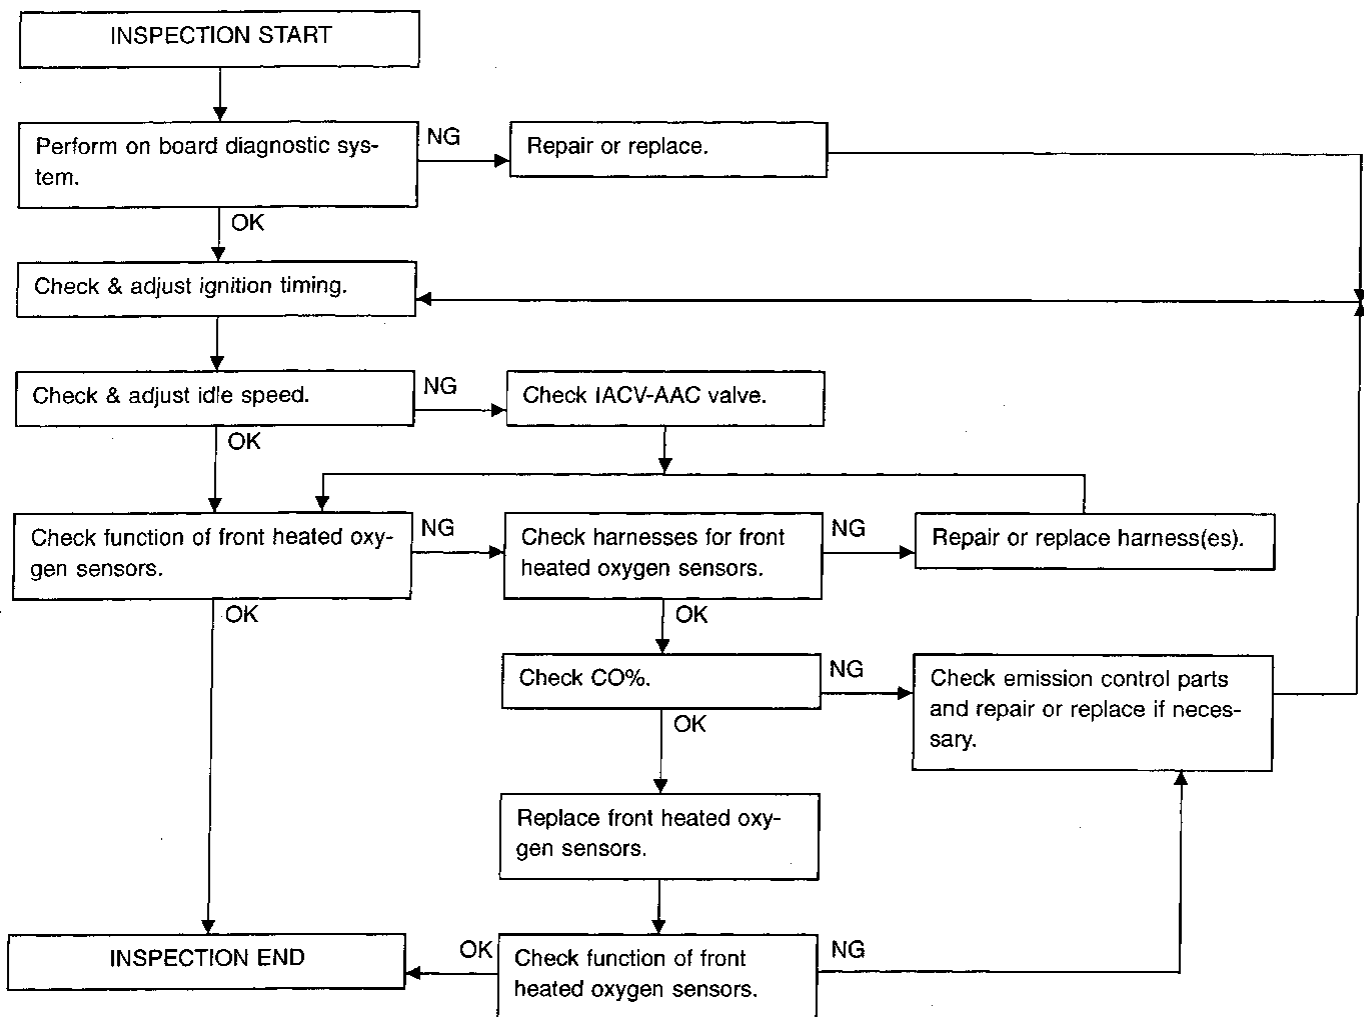 INSPECTION START
Perform on board diagnostic sys-
tem.
NG
Repair or replace.
OK
Check & adjust ignition timing.
Check & adjust idle speed.
NG
Check IACV-AAC valve.
OK
Check function of front heated oxy-
gen sensors.
NG
Check harnesses for front
heated oxygen sensors.
NG
Repair or replace harness(es).
OK
OK
Check CO%.
NG
Check emission control parts
and repair or replace if neces-
sary.
OK
Replace front heated oxy-
gen sensors.
INSPECTION END
OK
Check function of front
heated oxygen sensors.
NG